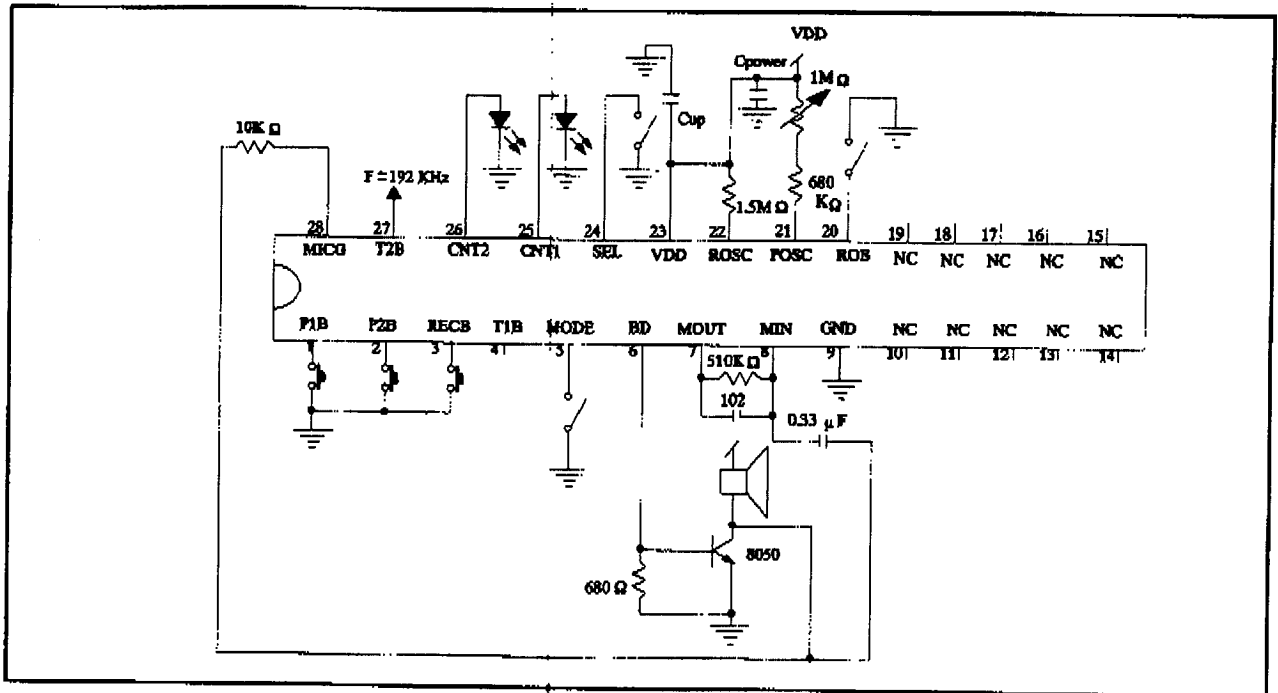 VDD
Cpower
1M Ω
Cup
10K Ω
F = 192 KHz
680
KΩ
1.5M Ω
28 27 26 25 24 23 22 21 20 19 18 17 16 15
MICG T2B CNT2 CNT1 SEL VDD ROSC POSC ROB NC NC NC NC NC
P1B P2B RECB T1B MODE BD MOUT MIN GND NC NC NC NC NC
1 2 3 4 5 6 7 8 9 10 11 12 13 14
510K Ω
102
0.33 μ F
8050
680 Ω